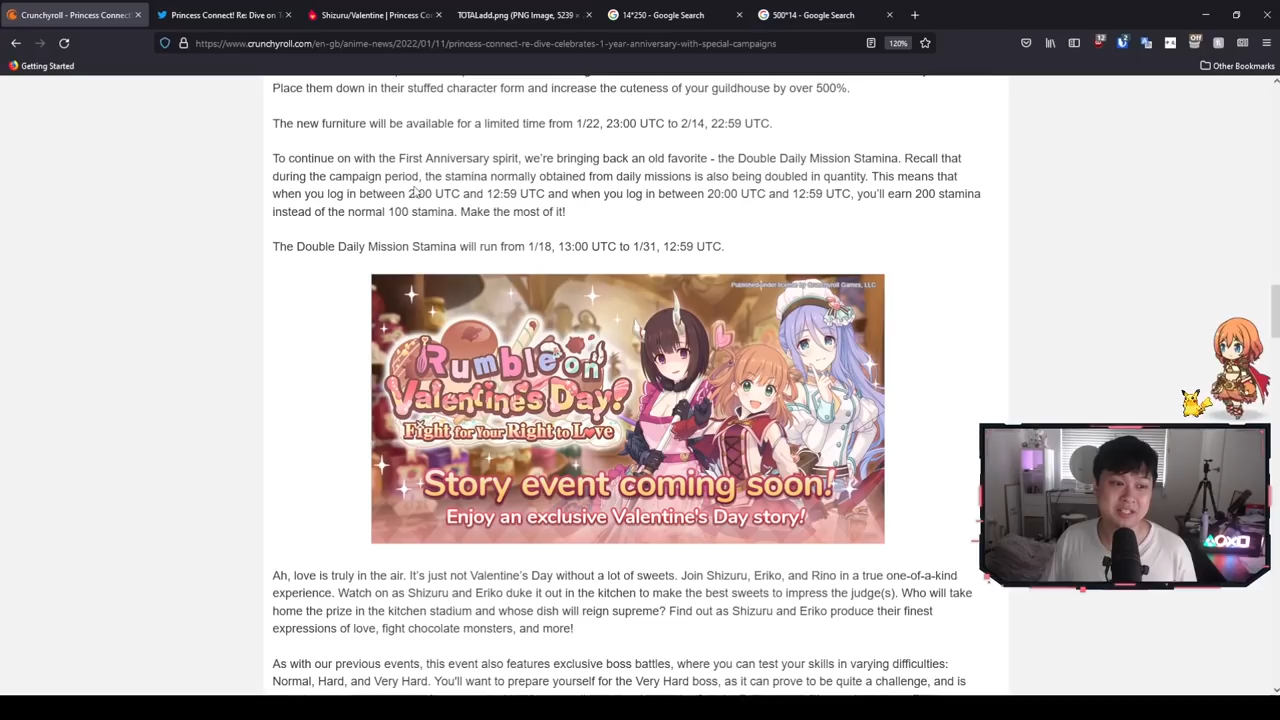 Crunchyroll - Princess Connect!
Princess Connect! Re: Dive on T
Shizuru/Valentine | Princess Con
TOTALadd.png (PNG Image, 5239 ×
14*250 - Google Search
500*14 - Google Search
https://www.crunchyroll.com/en-gb/anime-news/2022/01/11/princess-connect-re-dive-celebrates-1-year-anniversary-with-special-campaigns
120%
12
2
Off
Getting Started
Other Bookmarks
Place them down in their stuffed character form and increase the cuteness of your guildhouse by over 500%.
The new furniture will be available for a limited time from 1/22, 23:00 UTC to 2/14, 22:59 UTC.
To continue on with the First Anniversary spirit, we're bringing back an old favorite - the Double Daily Mission Stamina. Recall that
during the campaign period, the stamina normally obtained from daily missions is also being doubled in quantity. This means that
when you log in between 2:00 UTC and 12:59 UTC and when you log in between 20:00 UTC and 12:59 UTC, you'll earn 200 stamina
instead of the normal 100 stamina. Make the most of it!
The Double Daily Mission Stamina will run from 1/18, 13:00 UTC to 1/31, 12:59 UTC.
Published under license by Crunchyroll Games, LLC
Rumble on
Valentine's Day!
Fight for Your Right to Love
Story event coming soon!
Enjoy an exclusive Valentine's Day story!
Ah, love is truly in the air. It's just not Valentine's Day without a lot of sweets. Join Shizuru, Eriko, and Rino in a true one-of-a-kind
experience. Watch on as Shizuru and Eriko duke it out in the kitchen to make the best sweets to impress the judge(s). Who will take
home the prize in the kitchen stadium and whose dish will reign supreme? Find out as Shizuru and Eriko produce their finest
expressions of love, fight chocolate monsters, and more!
As with our previous events, this event also features exclusive boss battles, where you can test your skills in varying difficulties:
Normal, Hard, and Very Hard. You'll want to prepare yourself for the Very Hard boss, as it can prove to be quite a challenge, and is